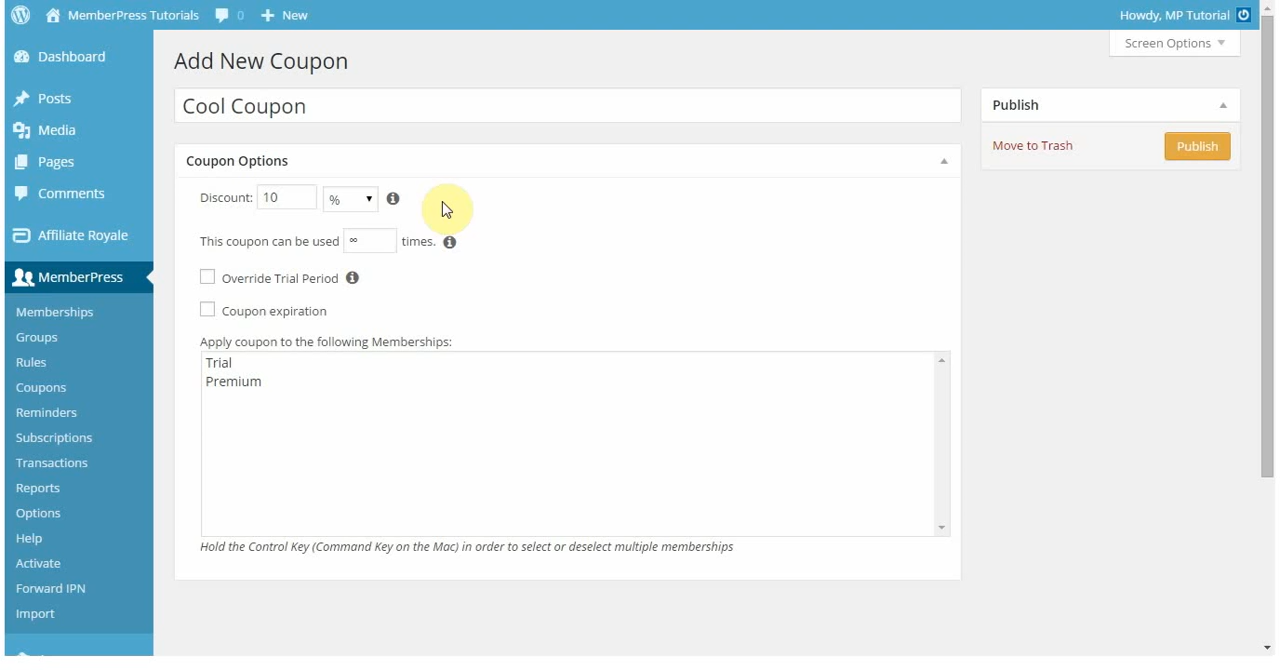 MemberPress Tutorials 0 New Howdy, MP Tutorial
Screen Options
Dashboard
Posts
Media
Pages
Comments
Affiliate Royale
MemberPress
Memberships
Groups
Rules
Coupons
Reminders
Subscriptions
Transactions
Reports
Options
Help
Activate
Forward IPN
Import
Add New Coupon
Cool Coupon
Coupon Options
Discount: 10 %
This coupon can be used ∞ times.
Override Trial Period
Coupon expiration
Apply coupon to the following Memberships:
Trial
Premium
Hold the Control Key (Command Key on the Mac) in order to select or deselect multiple memberships
Publish
Move to Trash Publish